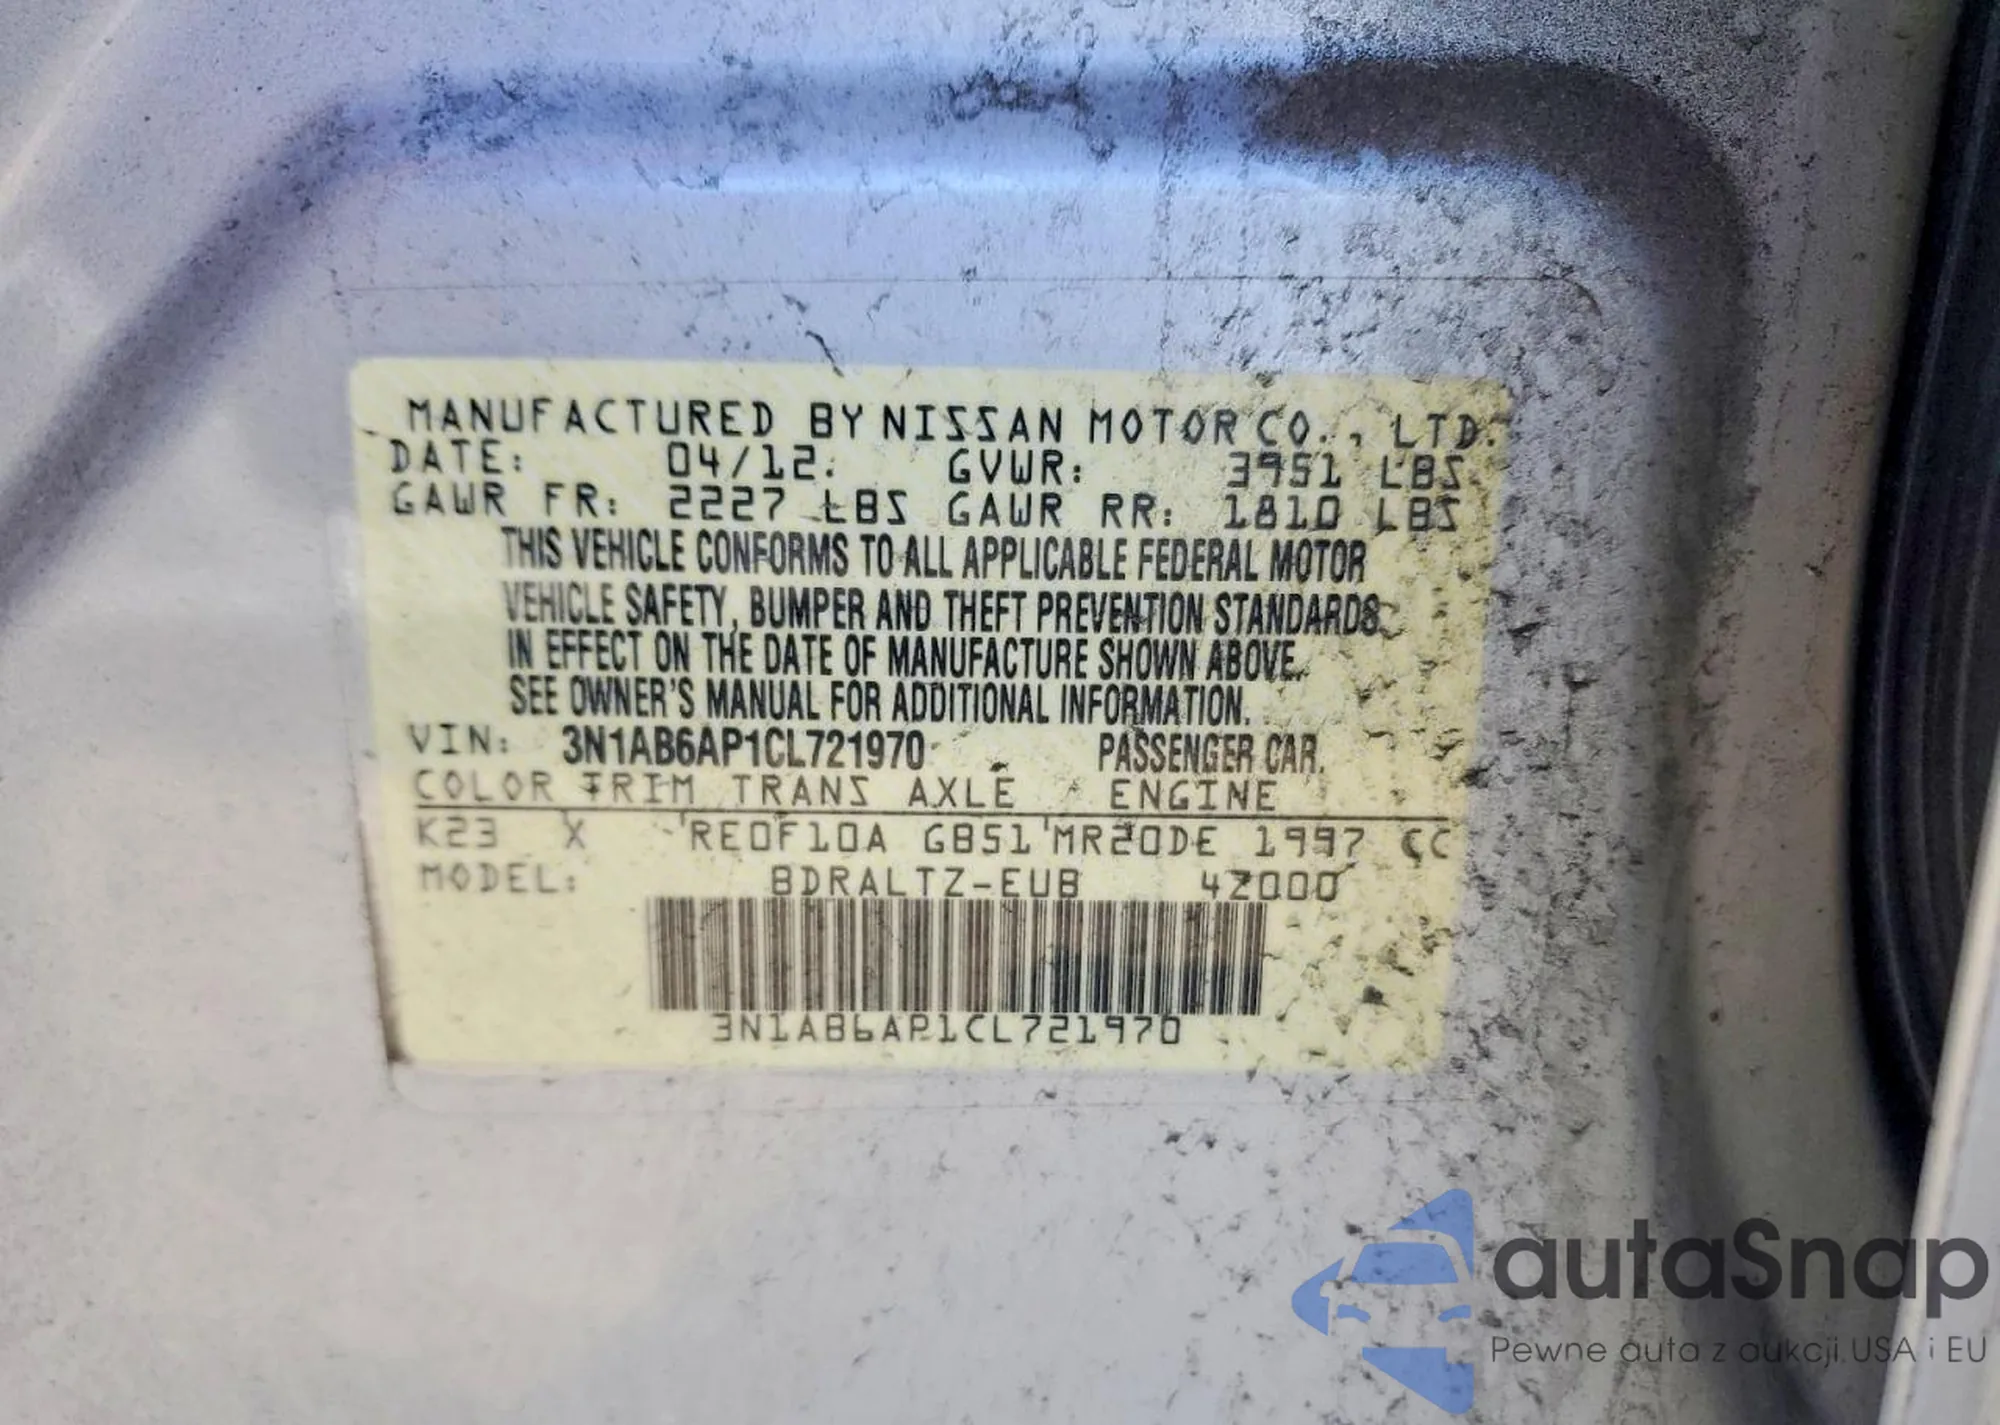 MANUFACTURED BY NISSAN MOTOR CO., LTD.
DATE: 04/12. GVWR: 3951 LBS
GAWR FR: 2227 LBS GAWR RR: 1810 LBS
THIS VEHICLE CONFORMS TO ALL APPLICABLE FEDERAL MOTOR
VEHICLE SAFETY, BUMPER AND THEFT PREVENTION STANDARDS
IN EFFECT ON THE DATE OF MANUFACTURE SHOWN ABOVE.
SEE OWNER'S MANUAL FOR ADDITIONAL INFORMATION.
VIN: 3N1AB6AP1CL721970 PASSENGER CAR.
COLOR TRIM TRANS AXLE ENGINE
K23 X RE0F10A GB51 MR20DE 1997 CC
MODEL: BDRALTZ-EUB 4Z000
3N1AB6AP1CL721970
autaSnap
Pewne auta z aukcji USA i EU